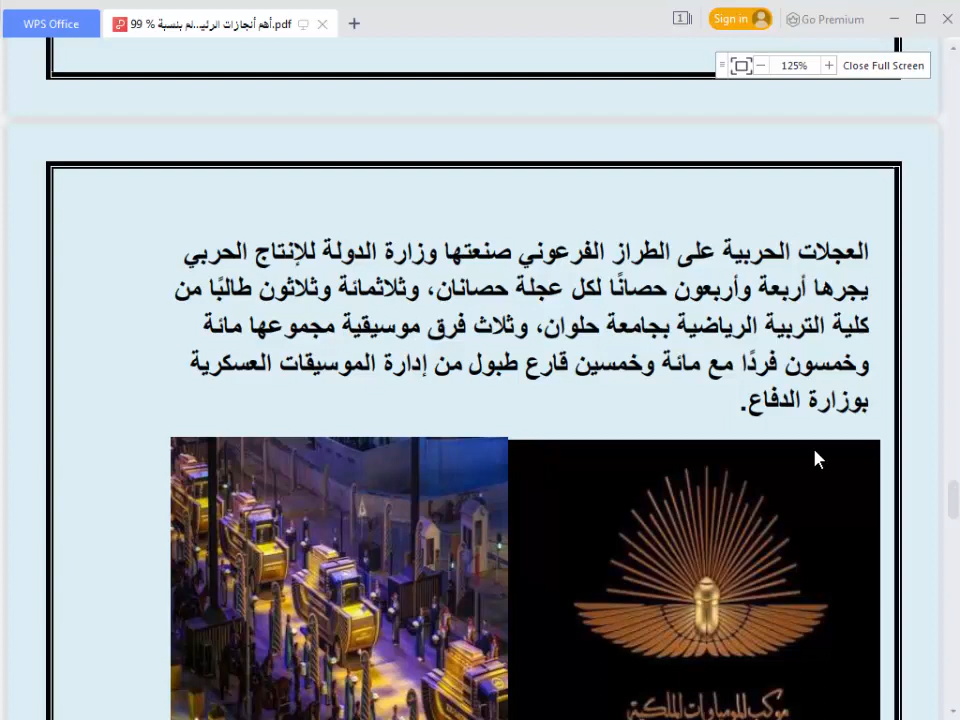 WPS Office
أهم أنجازات الرئيـ...لم بنسبة % 99.pdf
1
Sign in
Go Premium
125%
Close Full Screen
العجلات الحربية على الطراز الفرعوني صنعتها وزارة الدولة للإنتاج الحربي
يجرها أربعة وأربعون حصانًا لكل عجلة حصانان، وثلاثمائة وثلاثون طالبًا من
كلية التربية الرياضية بجامعة حلوان، وثلاث فرق موسيقية مجموعها مائة
وخمسون فردًا مع مائة وخمسين قارع طبول من إدارة الموسيقات العسكرية
بوزارة الدفاع.
موكب المومياوات الملكية